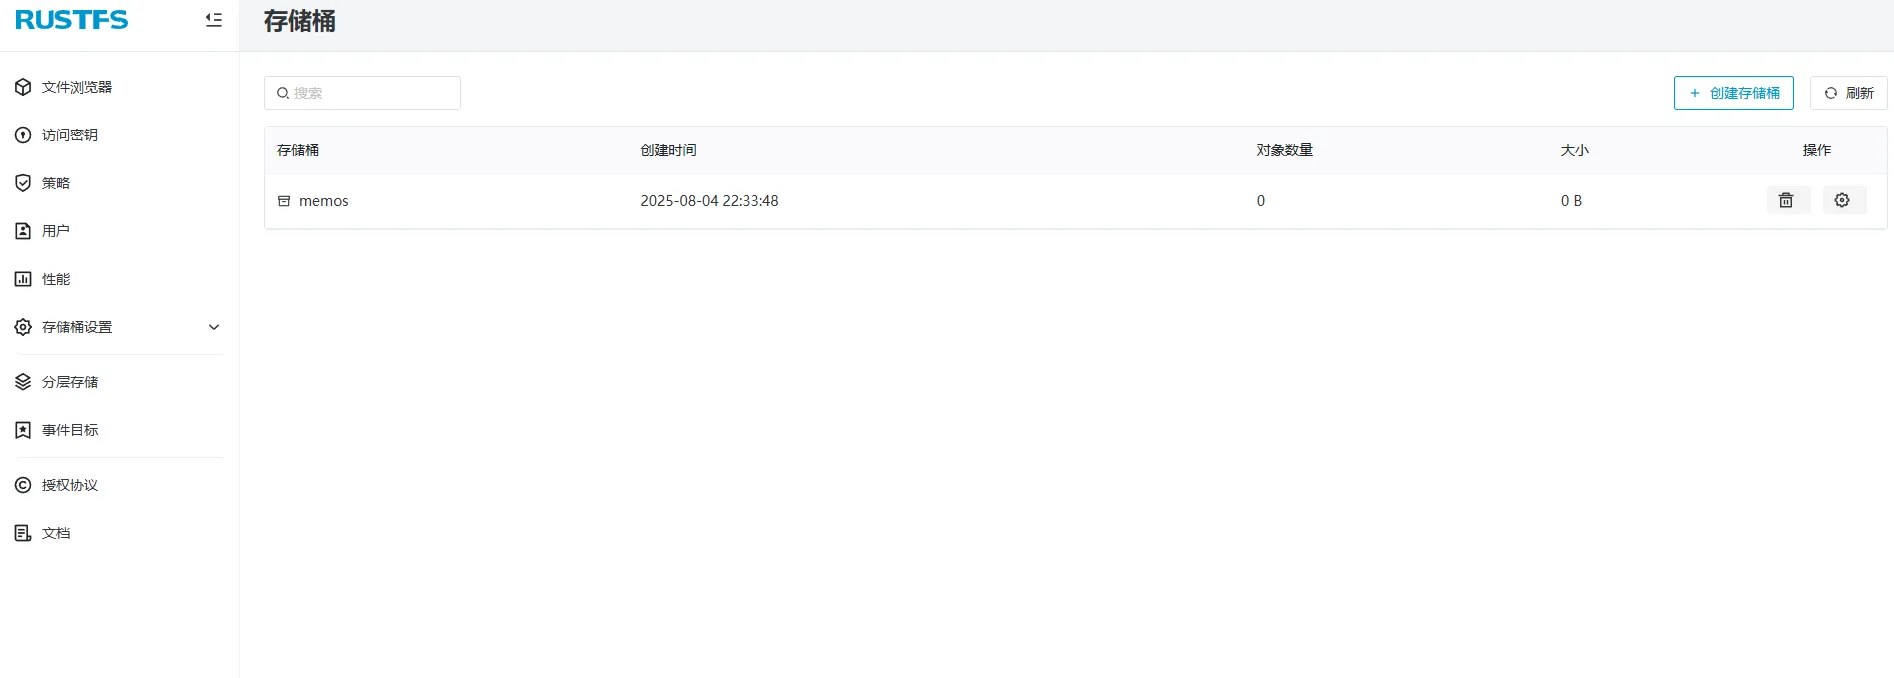 RUSTFS
存储桶
文件浏览器
访问密钥
策略
用户
性能
存储桶设置
分层存储
事件目标
授权协议
文档
搜索
+ 创建存储桶
刷新
存储桶 创建时间 对象数量 大小 操作
memos 2025-08-04 22:33:48 0 0 B